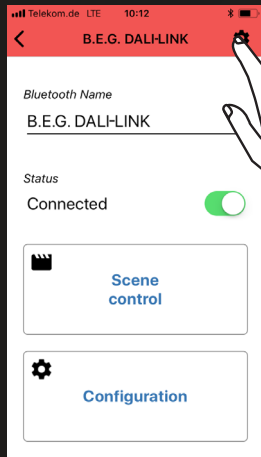 Telekom.de LTE 10:12
B.E.G. DALI-LINK
Bluetooth Name
B.E.G. DALI-LINK
Status
Connected
Scene
control
Configuration